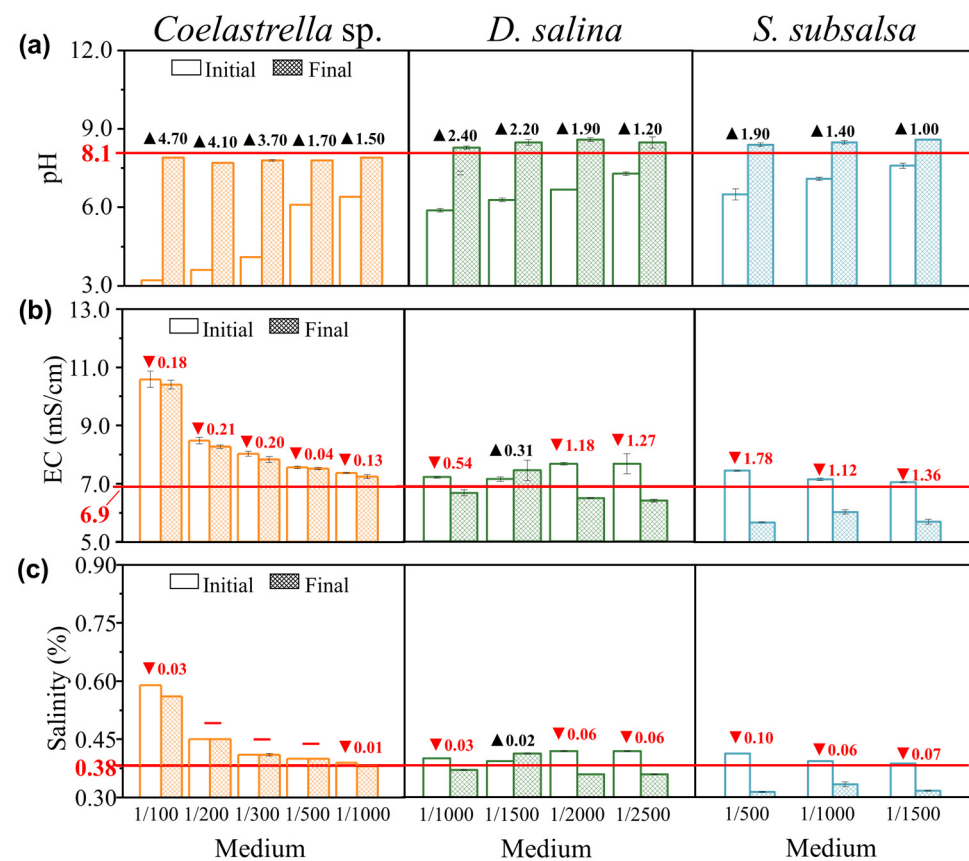 (a)
Coelastrella sp. D. salina S. subsalsa
12.0
Initial Final
9.0
8.1
6.0
3.0
pH
▲4.70 ▲4.10 ▲3.70 ▲1.70 ▲1.50
▲2.40 ▲2.20 ▲1.90 ▲1.20
▲1.90 ▲1.40 ▲1.00
(b)
13.0
Initial Final
11.0
9.0
7.0
6.9
5.0
EC (mS/cm)
▼0.18 ▼0.21 ▼0.20 ▼0.04 ▼0.13
▼0.54 ▲0.31 ▼1.18 ▼1.27
▼1.78 ▼1.12 ▼1.36
(c)
0.90
Initial Final
0.75
0.60
0.45
0.38
0.30
Salinity (%)
▼0.03 – – – ▼0.01
▼0.03 ▲0.02 ▼0.06 ▼0.06
▼0.10 ▼0.06 ▼0.07
1/100 1/200 1/300 1/500 1/1000
1/1000 1/1500 1/2000 1/2500
1/500 1/1000 1/1500
Medium Medium Medium